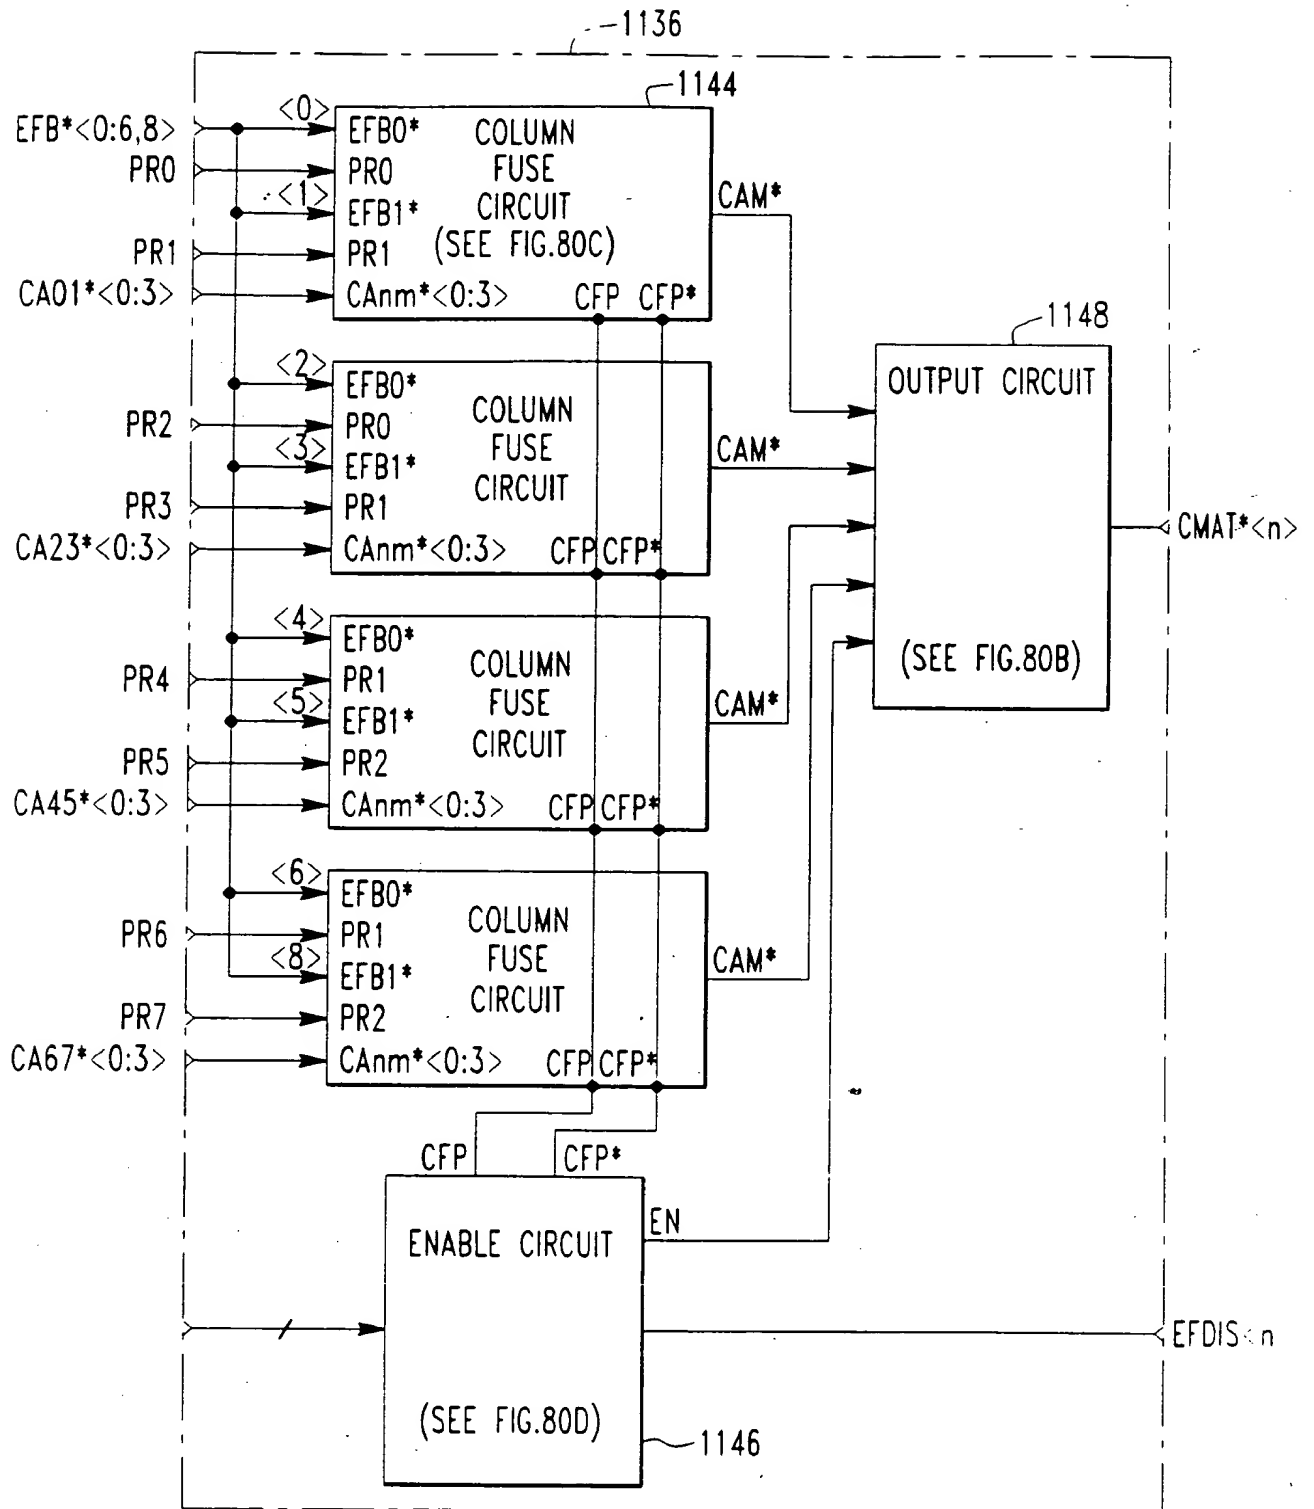 1136
1144
EFB*<0:6,8>
<0>
EFB0*
COLUMN
FUSE
CIRCUIT
(SEE FIG.80C)
PR0
PR0
<1>
EFB1*
PR1
PR1
CA01*<0:3>
CAnm*<0:3>
CFP
CFP*
CAM*
<2>
EFB0*
COLUMN
FUSE
CIRCUIT
PR2
PR0
<3>
EFB1*
PR3
PR1
CA23*<0:3>
CAnm*<0:3>
CFP
CFP*
CAM*
<4>
EFB0*
COLUMN
FUSE
CIRCUIT
PR4
PR1
<5>
EFB1*
PR5
PR2
CA45*<0:3>
CAnm*<0:3>
CFP
CFP*
CAM*
<6>
EFB0*
COLUMN
FUSE
CIRCUIT
PR6
PR1
<8>
EFB1*
PR7
PR2
CA67*<0:3>
CAnm*<0:3>
CFP
CFP*
CAM*
1148
OUTPUT CIRCUIT
(SEE FIG.80B)
CMAT*<n>
CFP
CFP*
ENABLE CIRCUIT
(SEE FIG.80D)
EN
EFDIS<n
1146